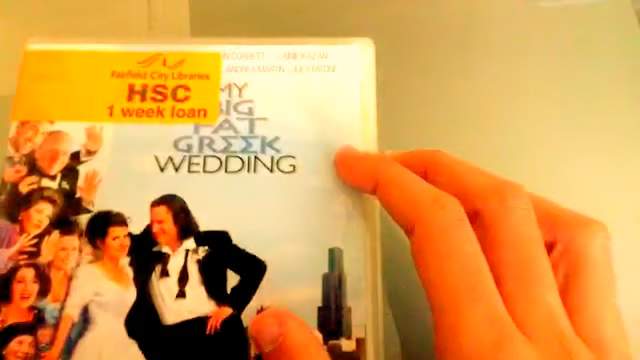 Fairfield City Libraries
HSC
1 week loan
MY
BIG
FAT
GREEK
WEDDING